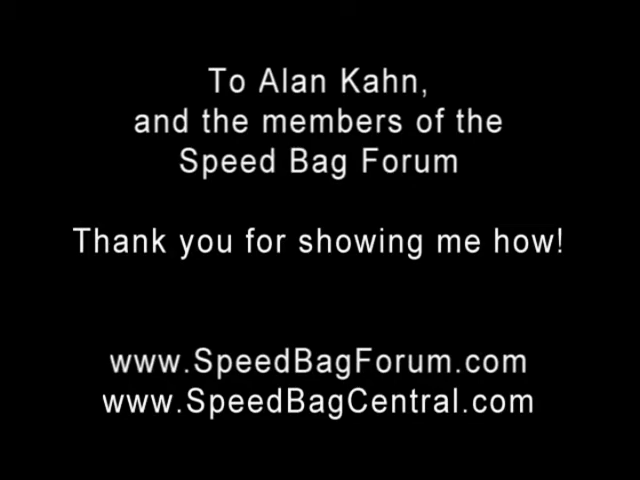 To Alan Kahn,
and the members of the
Speed Bag Forum
Thank you for showing me how!
www.SpeedBagForum.com
www.SpeedBagCentral.com